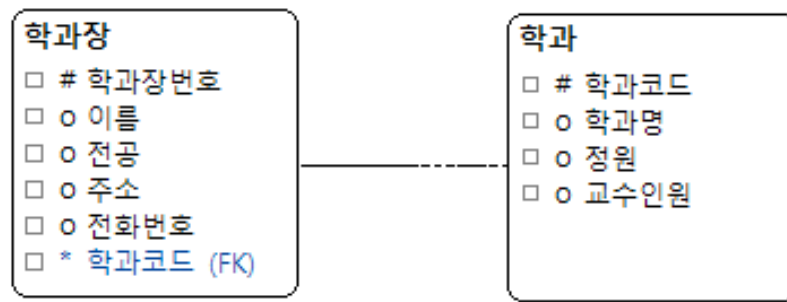 학과장
# 학과장번호
o 이름
o 전공
o 주소
o 전화번호
* 학과코드 (FK)
학과
# 학과코드
o 학과명
o 정원
o 교수인원